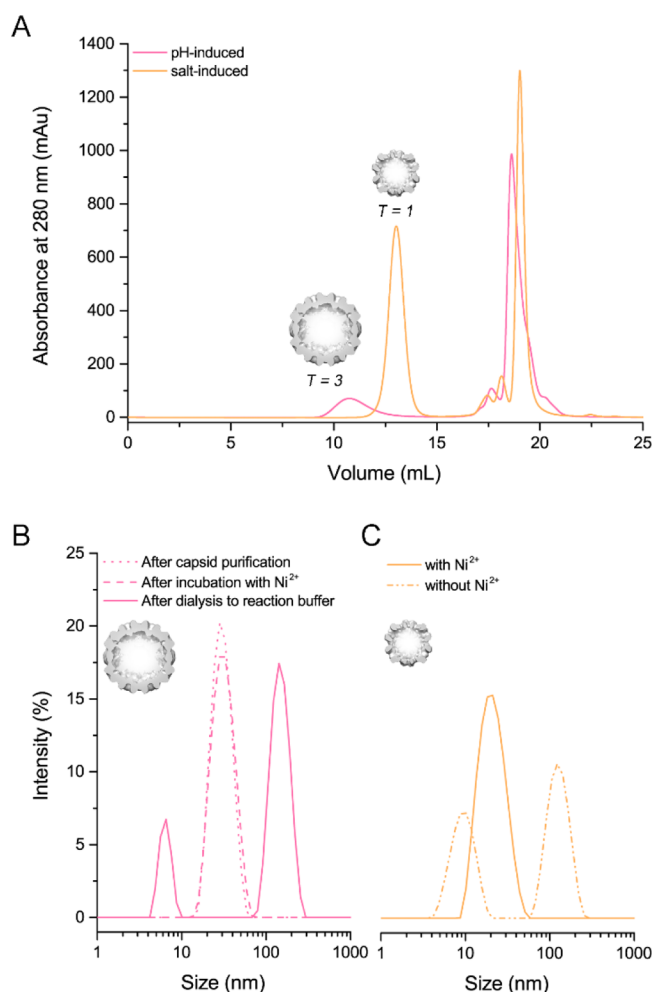 A
pH-induced
salt-induced
T = 1
T = 3
Absorbance at 280 nm (mAu)
1400
1200
1000
800
600
400
200
0
0 5 10 15 20 25
Volume (mL)
B
After capsid purification
After incubation with Ni²⁺
After dialysis to reaction buffer
Intensity (%)
25
20
15
10
5
0
1 10 100 1000
Size (nm)
C
with Ni²⁺
without Ni²⁺
1 10 100 1000
Size (nm)